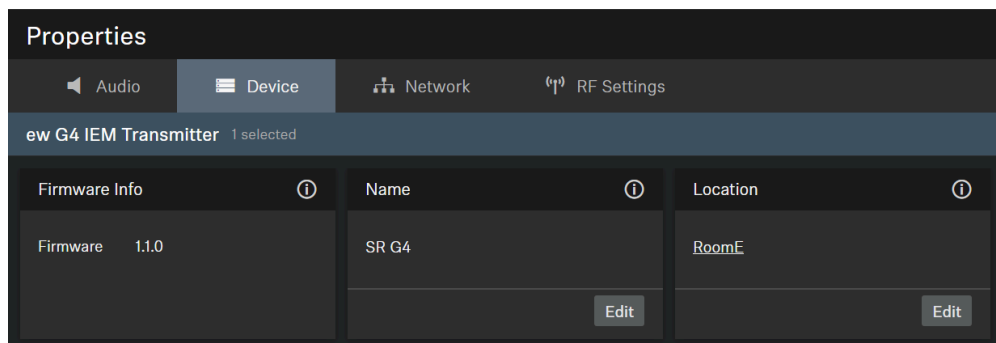 Properties
Audio Device Network RF Settings
ew G4 IEM Transmitter 1 selected
Firmware Info Name Location
Firmware 1.1.0 SR G4 RoomE
Edit Edit